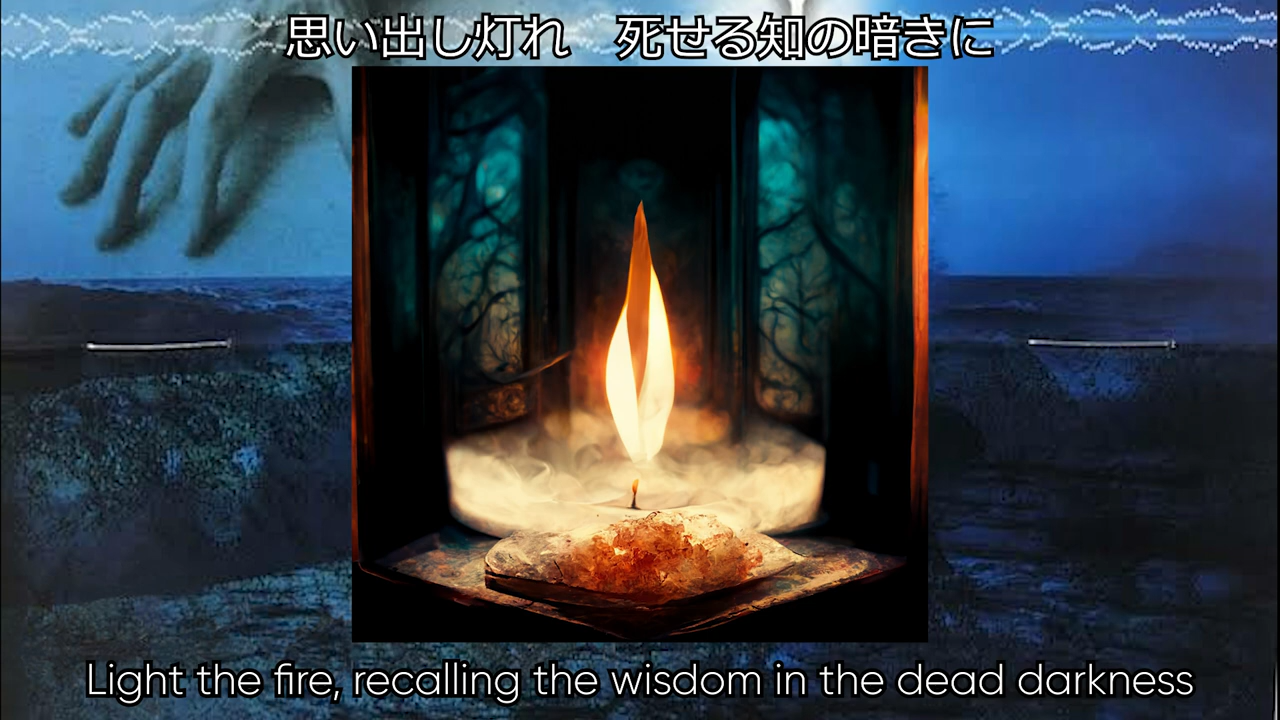 思い出し灯れ　死せる知の暗きに
Light the fire, recalling the wisdom in the dead darkness